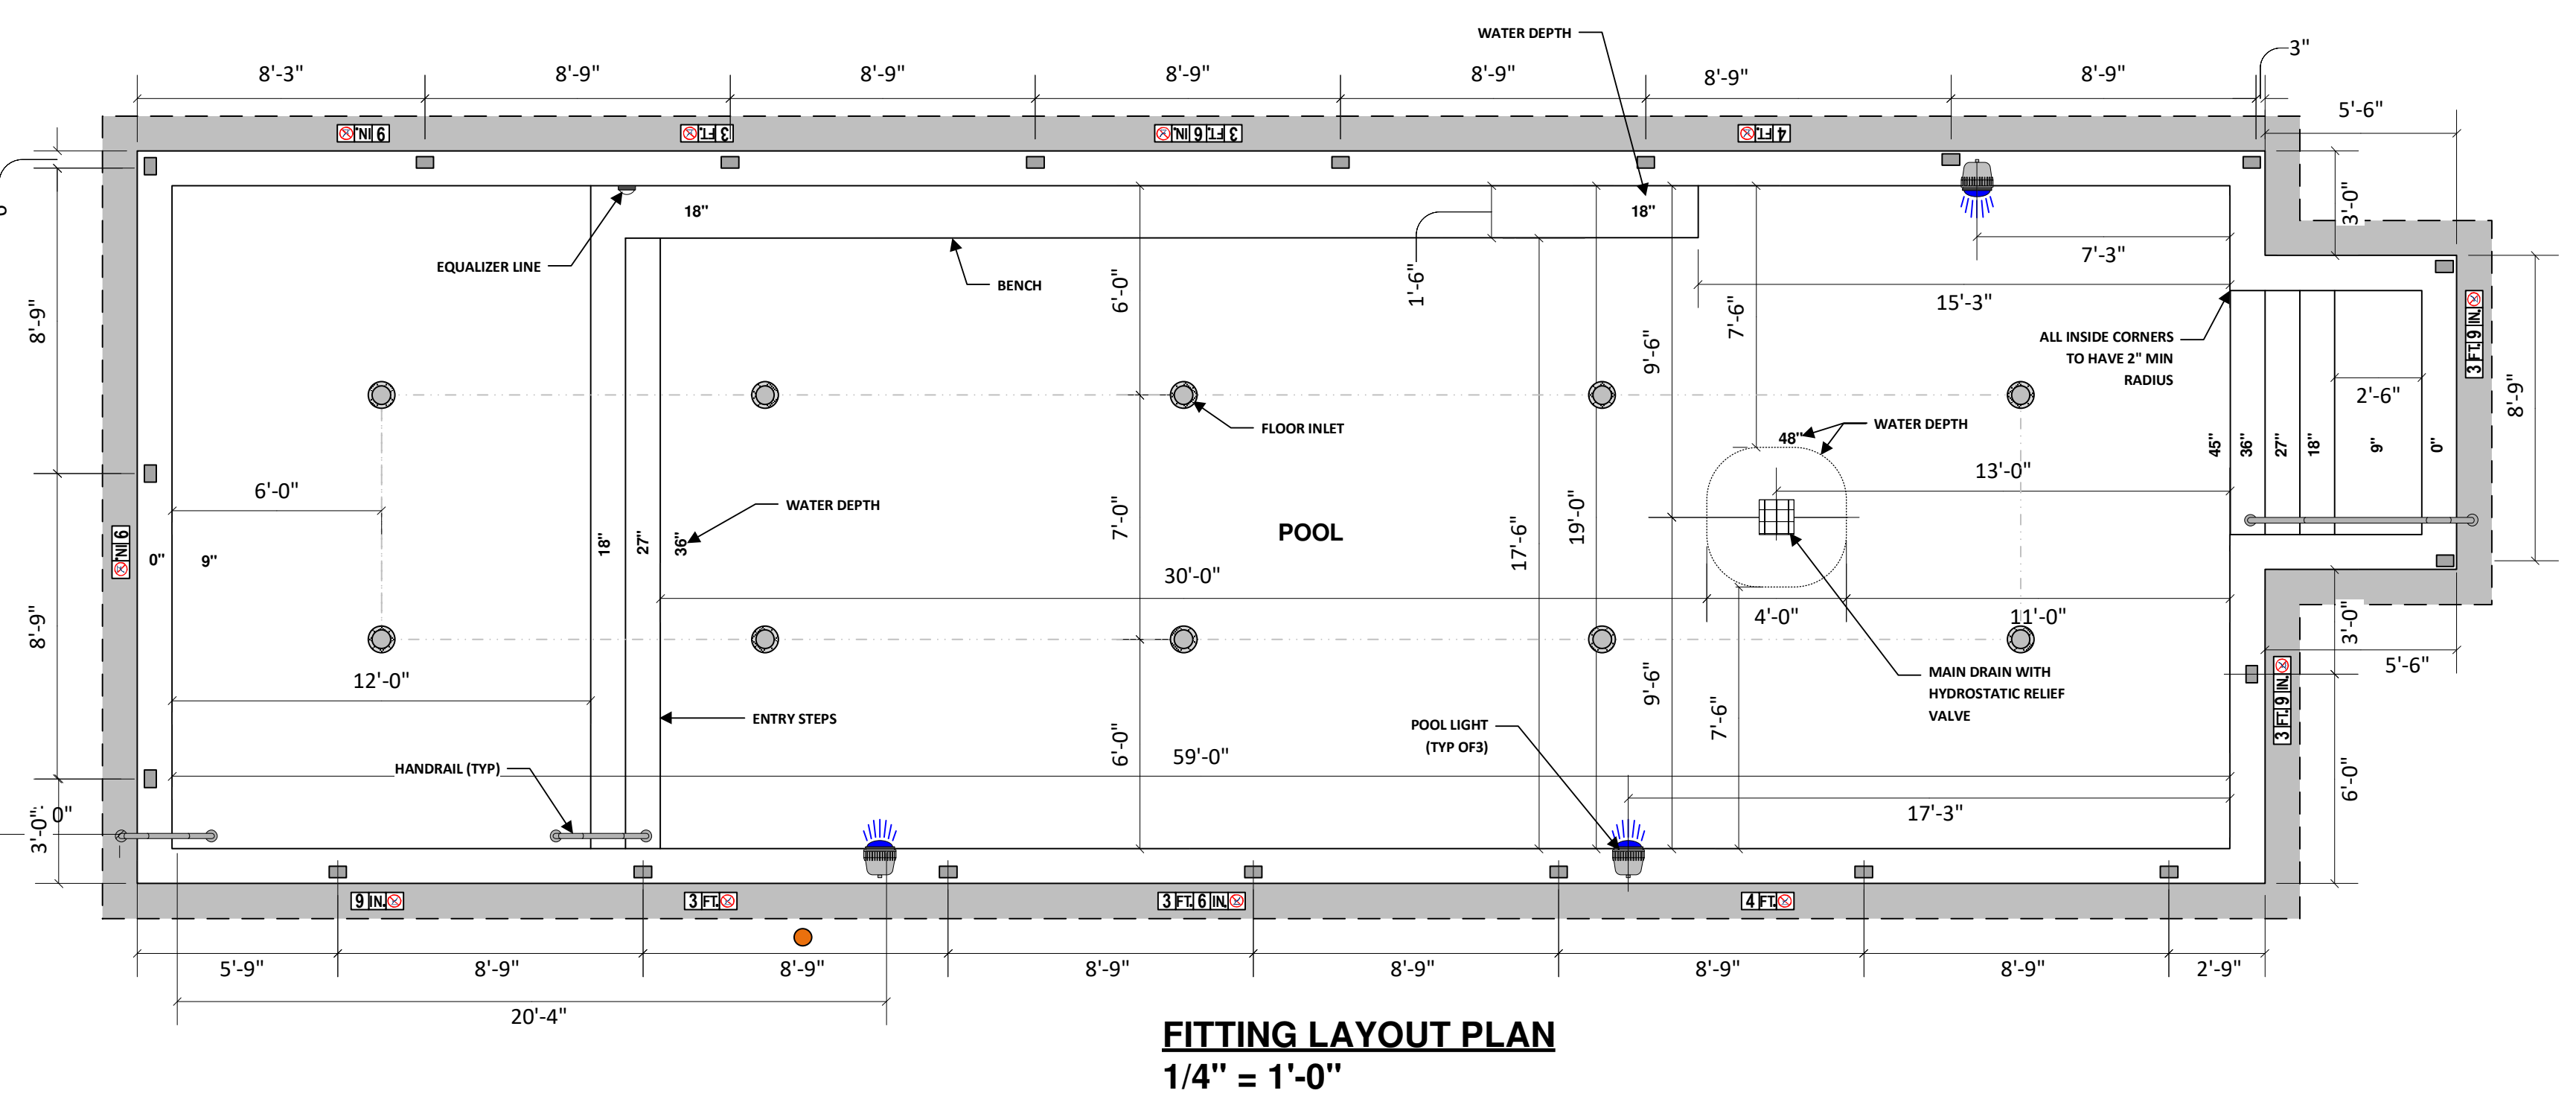 WATER DEPTH
3"
8'-3"
8'-9"
8'-9"
8'-9"
8'-9"
8'-9"
8'-9"
5'-6"
9 IN.
3 FT.
3 FT. 6 IN.
4 FT.
3'-0"
18"
18"
EQUALIZER LINE
BENCH
6'-0"
1'-6"
7'-3"
15'-3"
7'-6"
9'-6"
8'-9"
ALL INSIDE CORNERS
TO HAVE 2" MIN
RADIUS
3 FT. 9 IN.
2'-6"
8'-9"
FLOOR INLET
48"
WATER DEPTH
45"
36"
27"
18"
9"
0"
13'-0"
6'-0"
WATER DEPTH
7'-0"
POOL
17'-6"
19'-0"
9 IN.
0"
9"
18"
27"
36"
30'-0"
4'-0"
11'-0"
8'-9"
3'-0"
5'-6"
12'-0"
ENTRY STEPS
6'-0"
59'-0"
9'-6"
7'-6"
MAIN DRAIN WITH
HYDROSTATIC RELIEF
VALVE
3 FT. 9 IN.
POOL LIGHT
(TYP OF3)
HANDRAIL (TYP)
6'-0"
17'-3"
3'-0"
0"
9 IN.
3 FT.
3 FT. 6 IN.
4 FT.
5'-9"
8'-9"
8'-9"
8'-9"
8'-9"
8'-9"
8'-9"
2'-9"
20'-4"
FITTING LAYOUT PLAN
1/4" = 1'-0"